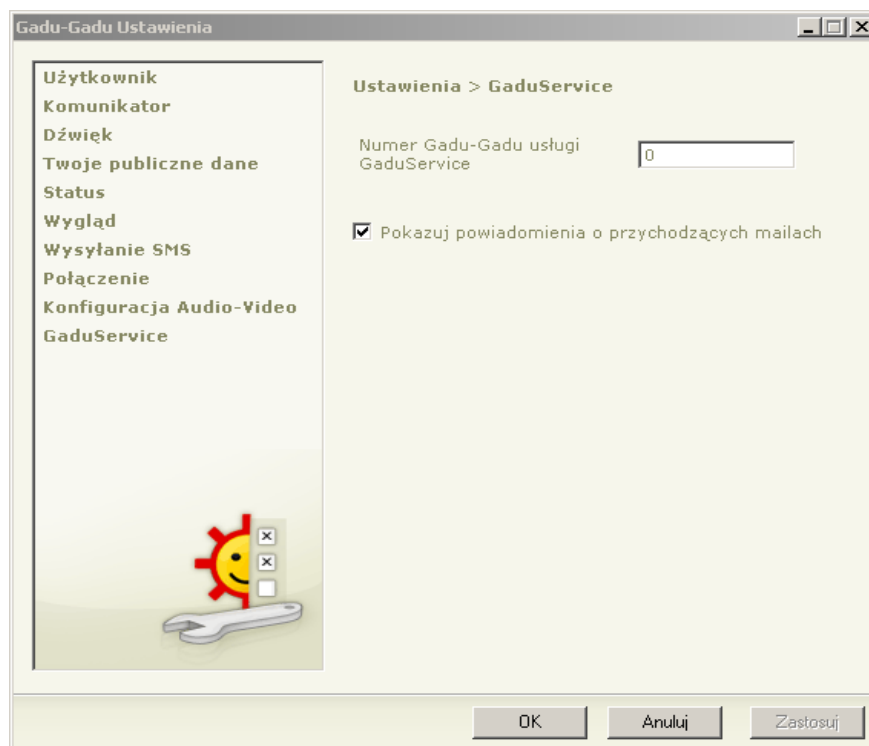 Gadu-Gadu Ustawienia
Użytkownik
Komunikator
Dźwięk
Twoje publiczne dane
Status
Wygląd
Wysyłanie SMS
Połączenie
Konfiguracja Audio-Video
GaduService
Ustawienia > GaduService
Numer Gadu-Gadu usługi
GaduService
0
Pokazuj powiadomienia o przychodzących mailach
OK
Anuluj
Zastosuj